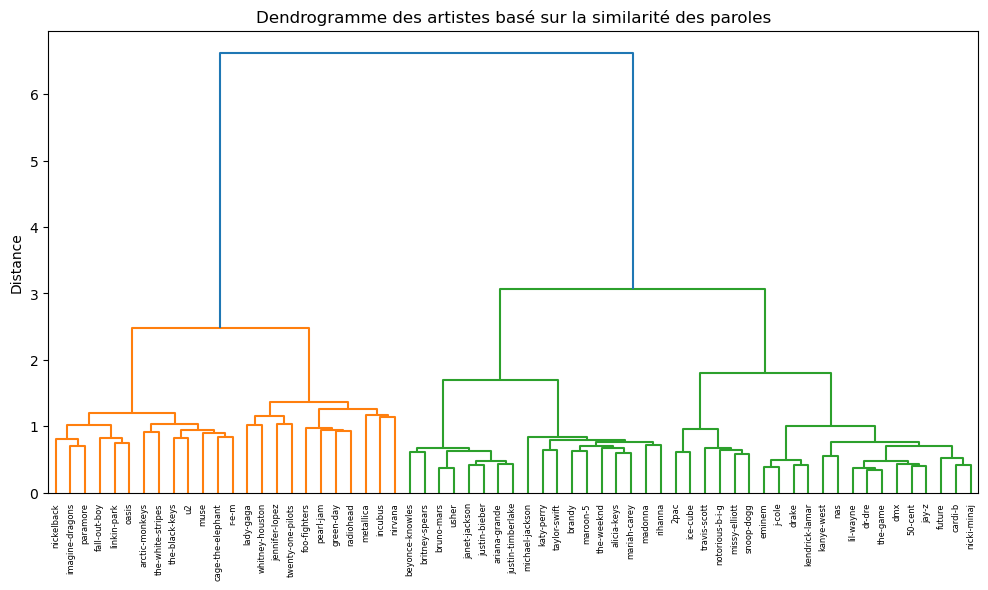 Dendrogramme des artistes basé sur la similarité des paroles
Distance
6
5
4
3
2
1
0
nickelback
imagine-dragons
paramore
fall-out-boy
linkin-park
oasis
arctic-monkeys
the-white-stripes
the-black-keys
u2
muse
cage-the-elephant
r-e-m
lady-gaga
whitney-houston
jennifer-lopez
twenty-one-pilots
foo-fighters
pearl-jam
green-day
radiohead
metallica
incubus
nirvana
beyonce-knowles
britney-spears
bruno-mars
usher
janet-jackson
justin-bieber
ariana-grande
justin-timberlake
michael-jackson
katy-perry
taylor-swift
brandy
maroon-5
the-weeknd
alicia-keys
mariah-carey
madonna
rihanna
2pac
ice-cube
travis-scott
notorious-b-i-g
missy-elliott
snoop-dogg
eminem
j-cole
drake
kendrick-lamar
kanye-west
nas
lil-wayne
dr-dre
the-game
dmx
50-cent
jay-z
future
cardi-b
nicki-minaj